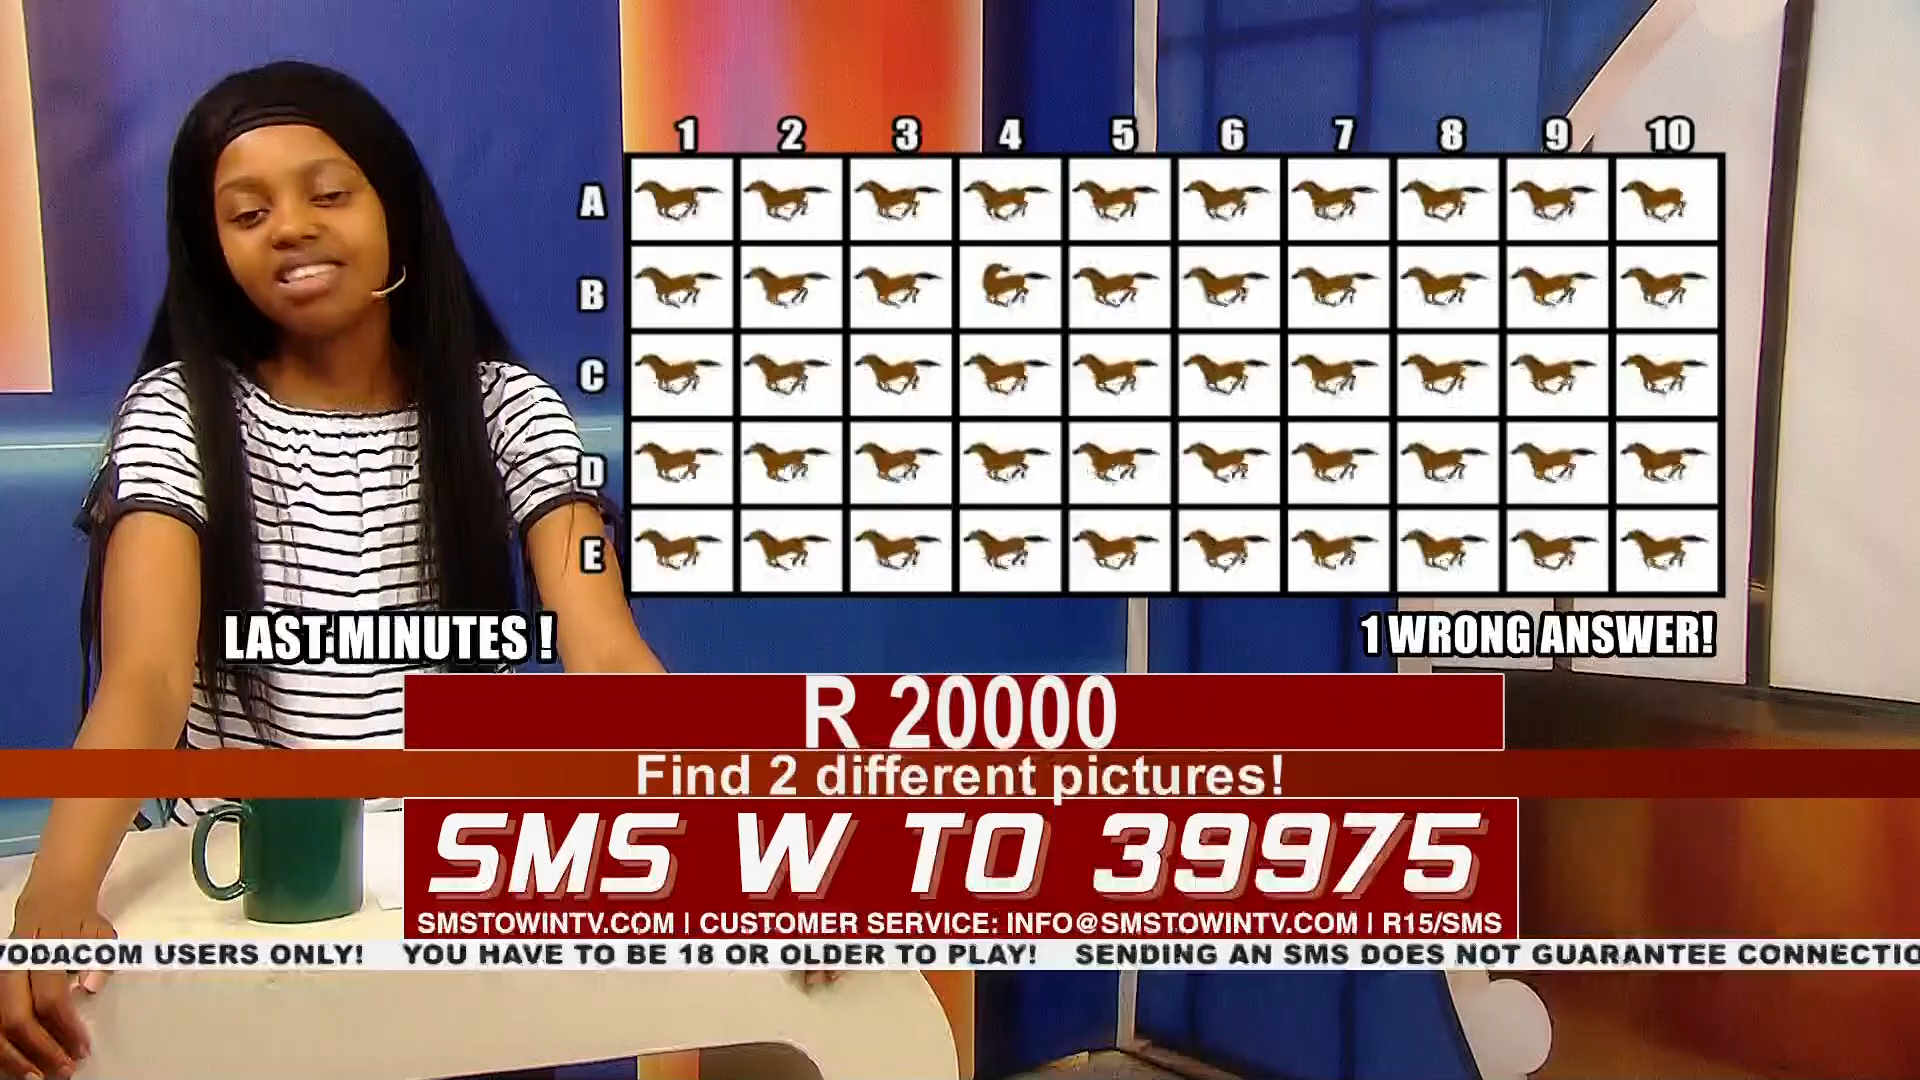 1 2 3 4 5 6 7 8 9 10
A
B
C
D
E
LAST MINUTES !
1 WRONG ANSWER!
R 20000
Find 2 different pictures!
SMS W TO 39975
SMSTOWINTV.COM | CUSTOMER SERVICE: INFO@SMSTOWINTV.COM | R15/SMS
VODACOM USERS ONLY! YOU HAVE TO BE 18 OR OLDER TO PLAY! SENDING AN SMS DOES NOT GUARANTEE CONNECTIO